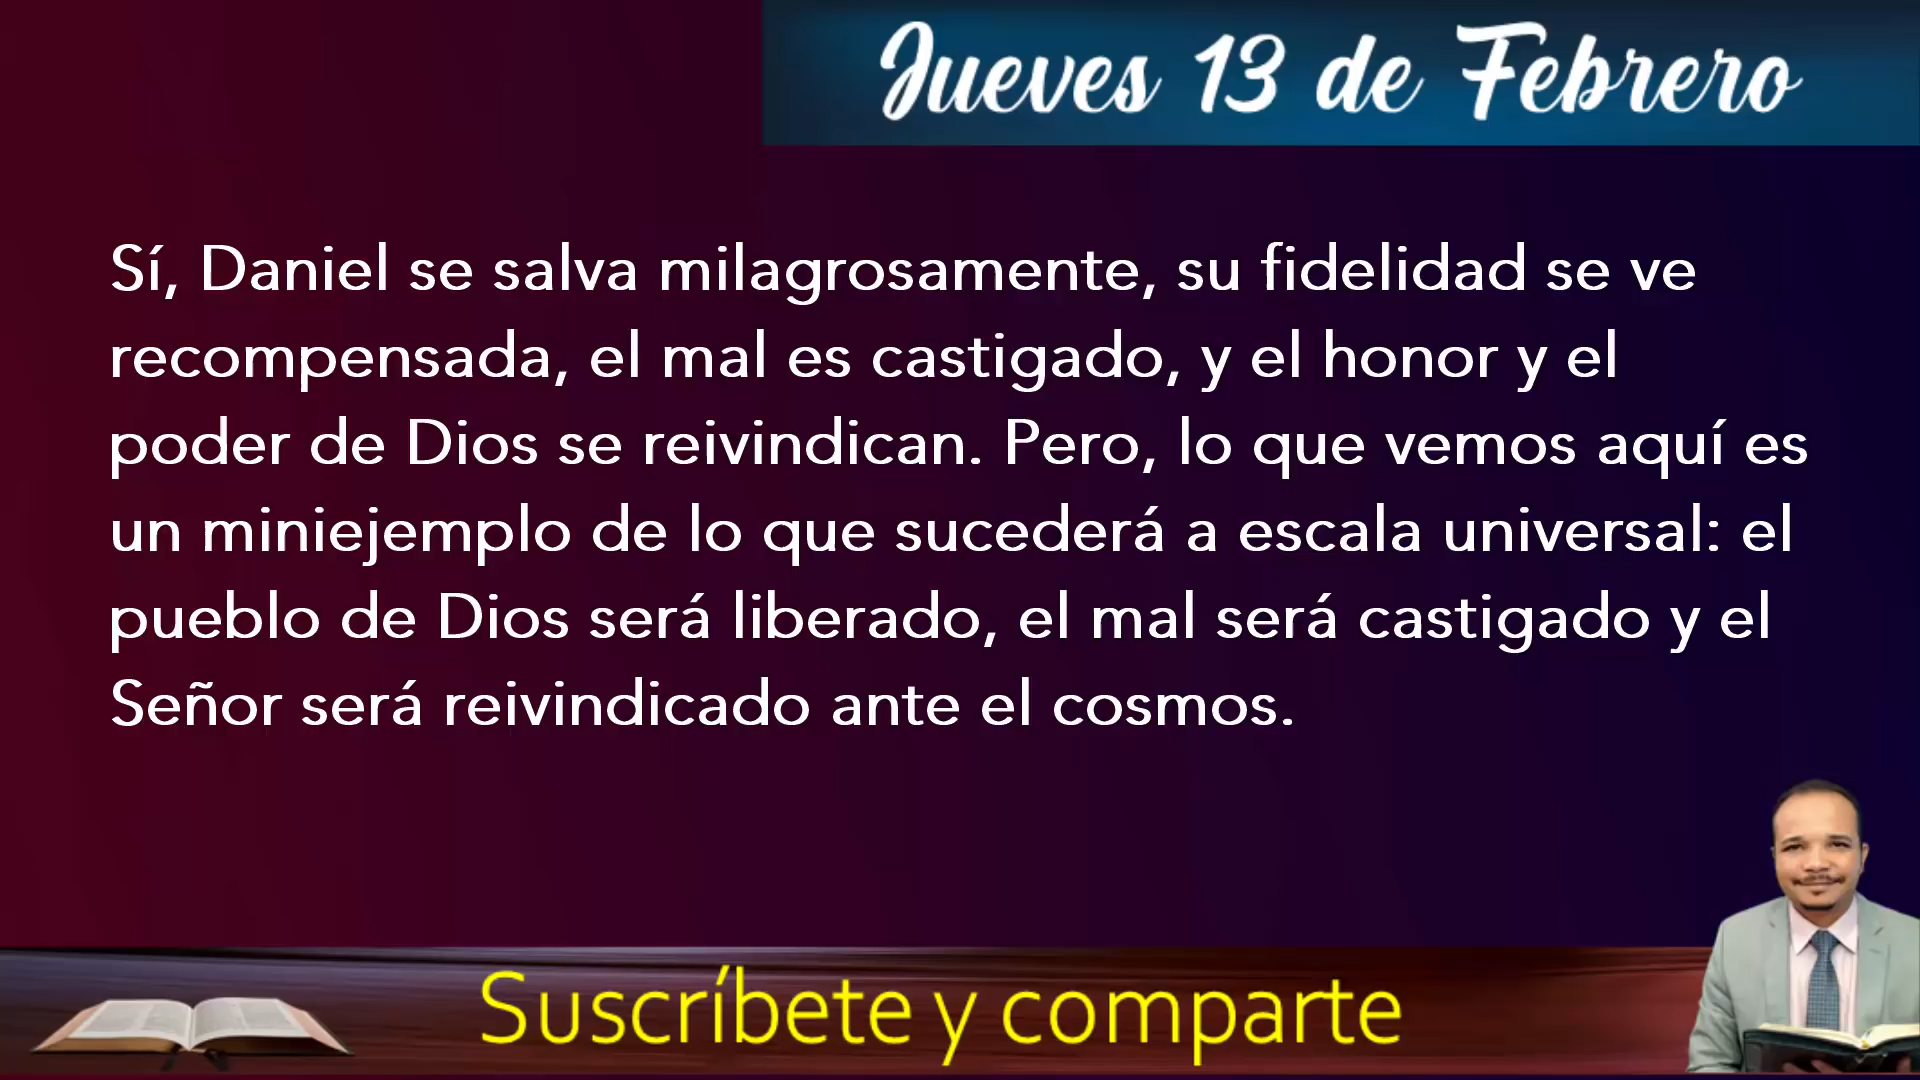 Jueves 13 de Febrero
Sí, Daniel se salva milagrosamente, su fidelidad se ve
recompensada, el mal es castigado, y el honor y el
poder de Dios se reivindican. Pero, lo que vemos aquí es
un miniejemplo de lo que sucederá a escala universal: el
pueblo de Dios será liberado, el mal será castigado y el
Señor será reivindicado ante el cosmos.
Suscríbete y comparte